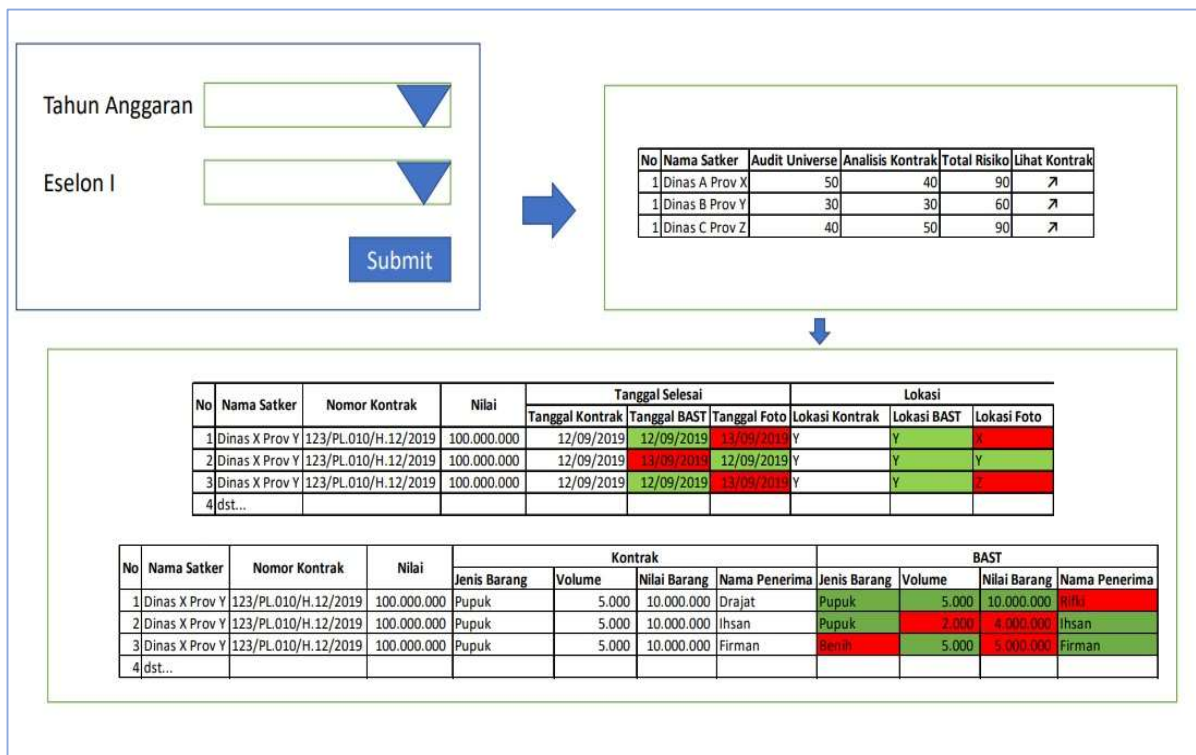 Tahun Anggaran
Eselon I
Submit
No Nama Satker Audit Universe Analisis Kontrak Total Risiko Lihat Kontrak
1 Dinas A Prov X 50 40 90
1 Dinas B Prov Y 30 30 60
1 Dinas C Prov Z 40 50 90
No Nama Satker Nomor Kontrak Nilai Tanggal Selesai Lokasi
Tanggal Kontrak Tanggal BAST Tanggal Foto Lokasi Kontrak Lokasi BAST Lokasi Foto
1 Dinas X Prov Y 123/PL.010/H.12/2019 100.000.000 12/09/2019 12/09/2019 13/09/2019 Y Y X
2 Dinas X Prov Y 123/PL.010/H.12/2019 100.000.000 12/09/2019 13/09/2019 12/09/2019 Y Y Y
3 Dinas X Prov Y 123/PL.010/H.12/2019 100.000.000 12/09/2019 12/09/2019 13/09/2019 Y Y Z
4 dst...
No Nama Satker Nomor Kontrak Nilai Kontrak BAST
Jenis Barang Volume Nilai Barang Nama Penerima Jenis Barang Volume Nilai Barang Nama Penerima
1 Dinas X Prov Y 123/PL.010/H.12/2019 100.000.000 Pupuk 5.000 10.000.000 Drajat Pupuk 5.000 10.000.000 Rifki
2 Dinas X Prov Y 123/PL.010/H.12/2019 100.000.000 Pupuk 5.000 10.000.000 Ihsan Pupuk 2.000 4.000.000 Ihsan
3 Dinas X Prov Y 123/PL.010/H.12/2019 100.000.000 Pupuk 5.000 10.000.000 Firman Benih 5.000 5.000.000 Firman
4 dst...